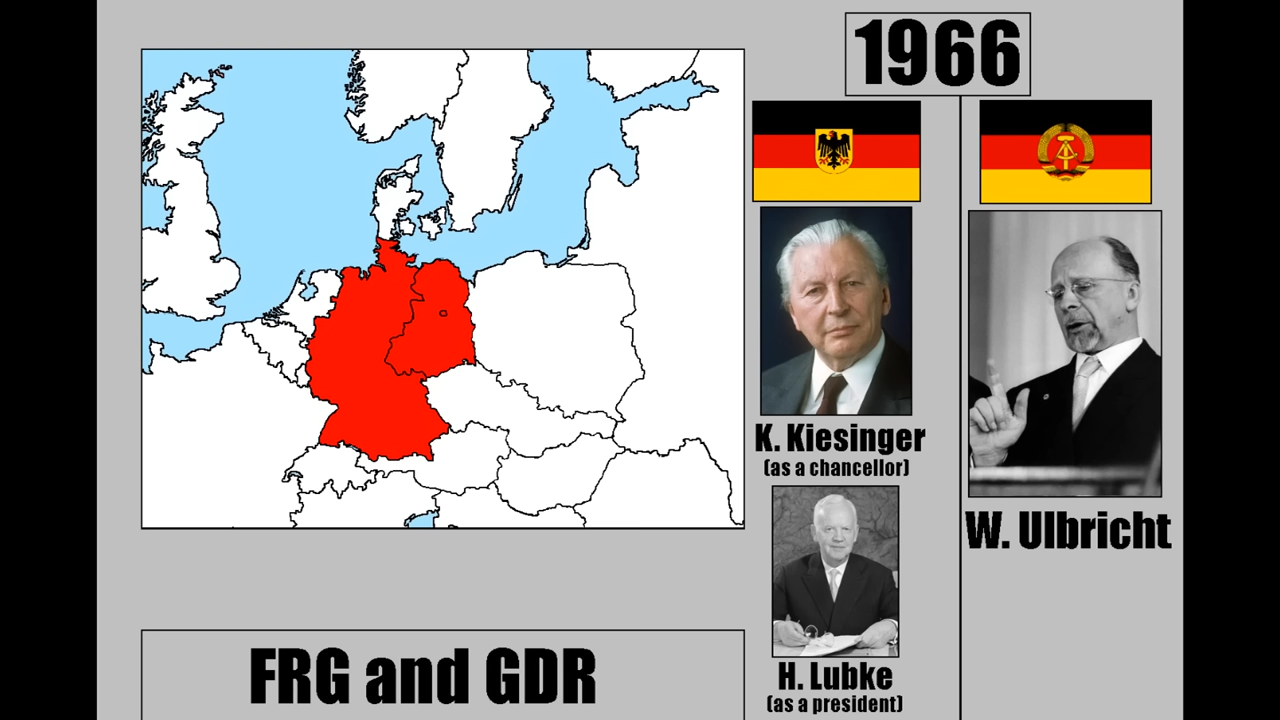 1966
K. Kiesinger
(as a chancellor)
H. Lubke
(as a president)
W. Ulbricht
FRG and GDR